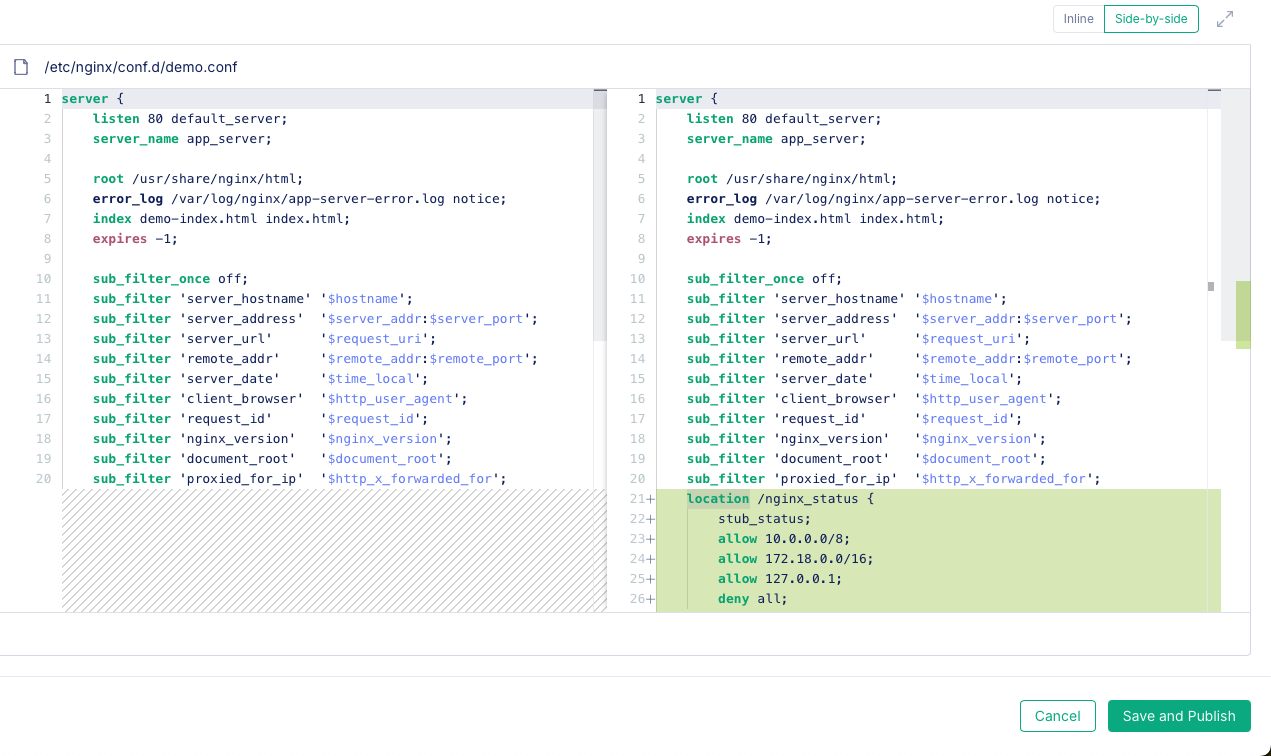 Inline Side-by-side
/etc/nginx/conf.d/demo.conf
1 server {
2     listen 80 default_server;
3     server_name app_server;
4
5     root /usr/share/nginx/html;
6     error_log /var/log/nginx/app-server-error.log notice;
7     index demo-index.html index.html;
8     expires -1;
9
10     sub_filter_once off;
11     sub_filter 'server_hostname' '$hostname';
12     sub_filter 'server_address'  '$server_addr:$server_port';
13     sub_filter 'server_url'      '$request_uri';
14     sub_filter 'remote_addr'     '$remote_addr:$remote_port';
15     sub_filter 'server_date'     '$time_local';
16     sub_filter 'client_browser'  '$http_user_agent';
17     sub_filter 'request_id'      '$request_id';
18     sub_filter 'nginx_version'   '$nginx_version';
19     sub_filter 'document_root'   '$document_root';
20     sub_filter 'proxied_for_ip'  '$http_x_forwarded_for';
1 server {
2     listen 80 default_server;
3     server_name app_server;
4
5     root /usr/share/nginx/html;
6     error_log /var/log/nginx/app-server-error.log notice;
7     index demo-index.html index.html;
8     expires -1;
9
10     sub_filter_once off;
11     sub_filter 'server_hostname' '$hostname';
12     sub_filter 'server_address'  '$server_addr:$server_port';
13     sub_filter 'server_url'      '$request_uri';
14     sub_filter 'remote_addr'     '$remote_addr:$remote_port';
15     sub_filter 'server_date'     '$time_local';
16     sub_filter 'client_browser'  '$http_user_agent';
17     sub_filter 'request_id'      '$request_id';
18     sub_filter 'nginx_version'   '$nginx_version';
19     sub_filter 'document_root'   '$document_root';
20     sub_filter 'proxied_for_ip'  '$http_x_forwarded_for';
21+    location /nginx_status {
22+        stub_status;
23+        allow 10.0.0.0/8;
24+        allow 172.18.0.0/16;
25+        allow 127.0.0.1;
26+        deny all;
Cancel Save and Publish